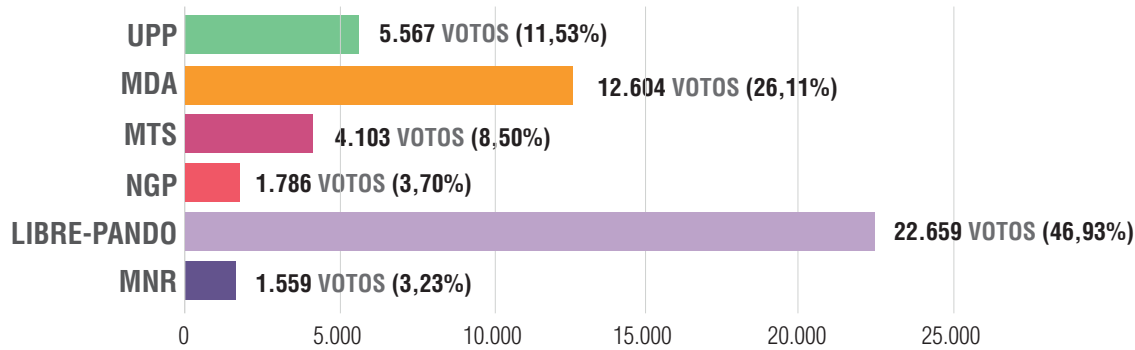 UPP 5.567 VOTOS (11,53%)
MDA 12.604 VOTOS (26,11%)
MTS 4.103 VOTOS (8,50%)
NGP 1.786 VOTOS (3,70%)
LIBRE-PANDO 22.659 VOTOS (46,93%)
MNR 1.559 VOTOS (3,23%)
0 5.000 10.000 15.000 20.000 25.000